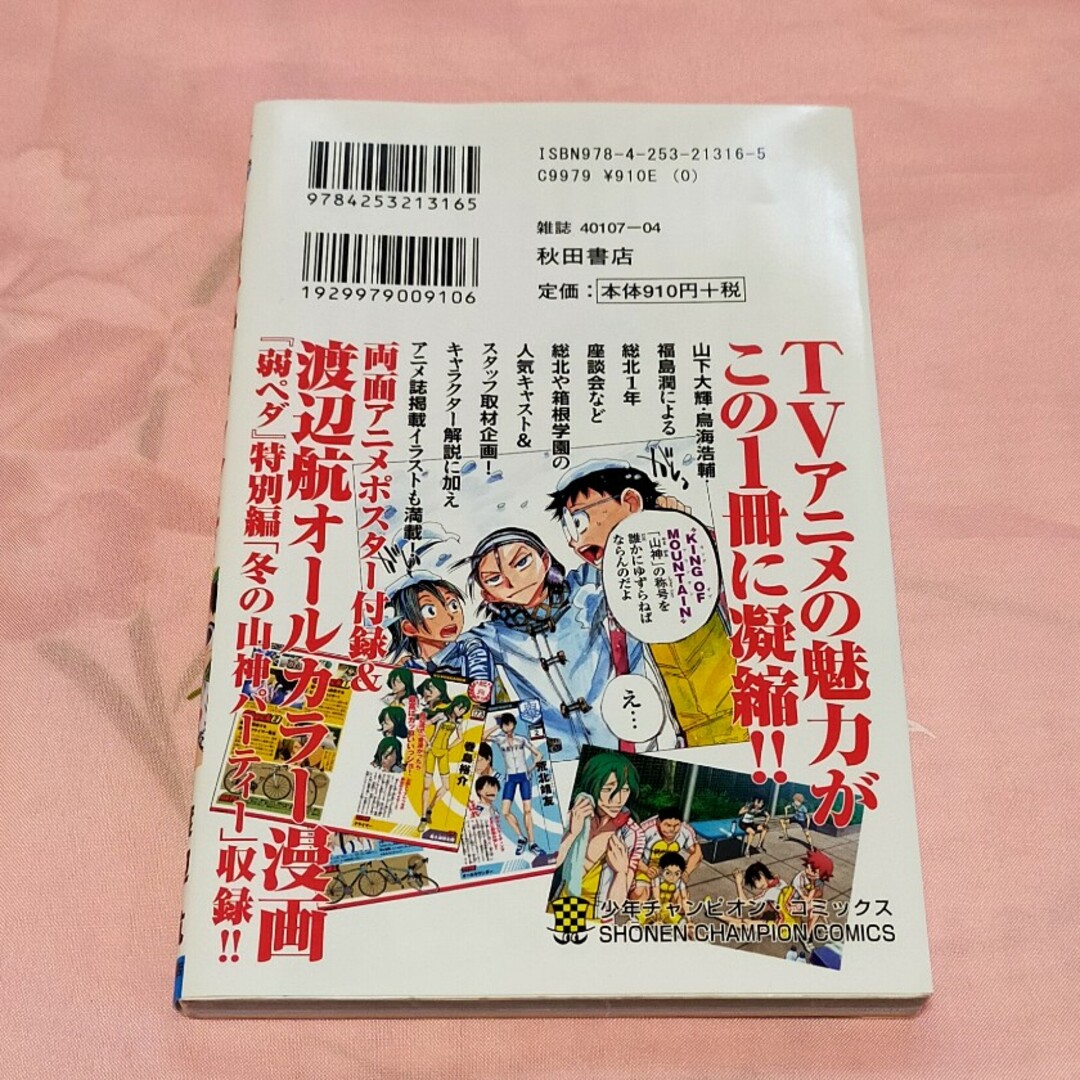 9784253213165
ISBN978-4-253-21316-5
C9979 ¥910E (0)
1929979009106
雑誌 40107―04
秋田書店
定価：本体910円+税
TVアニメの魅力が
この1冊に凝縮!!
山下大輝・鳥海浩輔・
福島潤による
総北1年
座談会など
総北や箱根学園の
人気キャスト&
スタッフ取材企画！
キャラクター解説に加え
アニメ誌掲載イラストも満載！
両面アニメポスター付録&
渡辺航オールカラー漫画
『弱ペダ』特別編「冬の山神パーティー」収録!!
KING OF
MOUNTAIN
「山神」の称号を
誰かにゆずらねば
ならんのだよ
え…
巻島裕介
荒北靖友
少年チャンピオン・コミックス
SHŌNEN CHAMPION COMICS